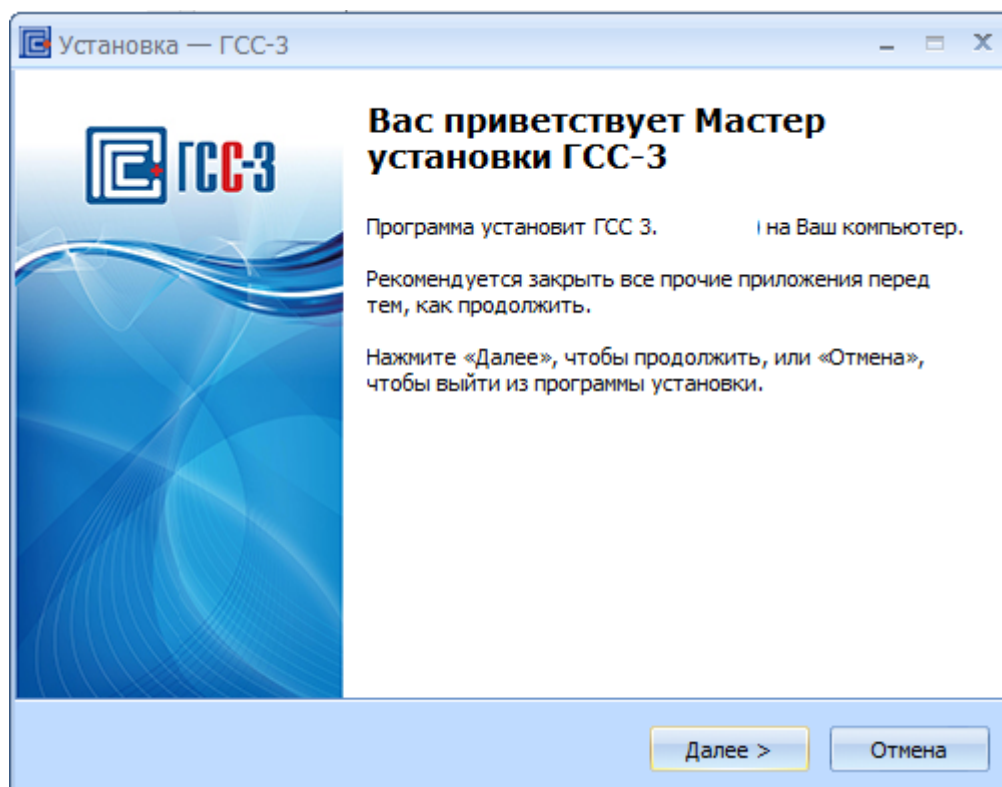 Установка — ГСС-3
ГСС-3
Вас приветствует Мастер
установки ГСС-3
Программа установит ГСС 3. на Ваш компьютер.
Рекомендуется закрыть все прочие приложения перед
тем, как продолжить.
Нажмите «Далее», чтобы продолжить, или «Отмена»,
чтобы выйти из программы установки.
Далее >
Отмена